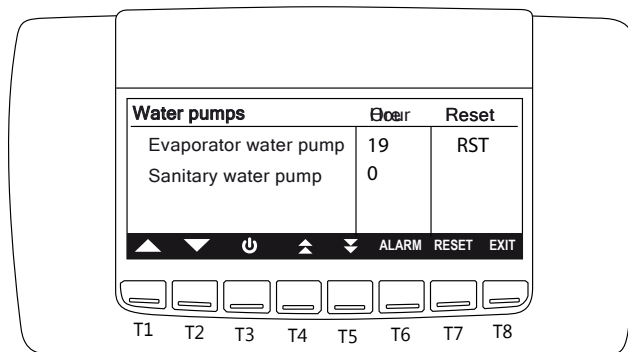 Water pumps Hour Reset
Evaporator water pump 19 RST
Sanitary water pump 0
ALARM RESET EXIT
T1 T2 T3 T4 T5 T6 T7 T8